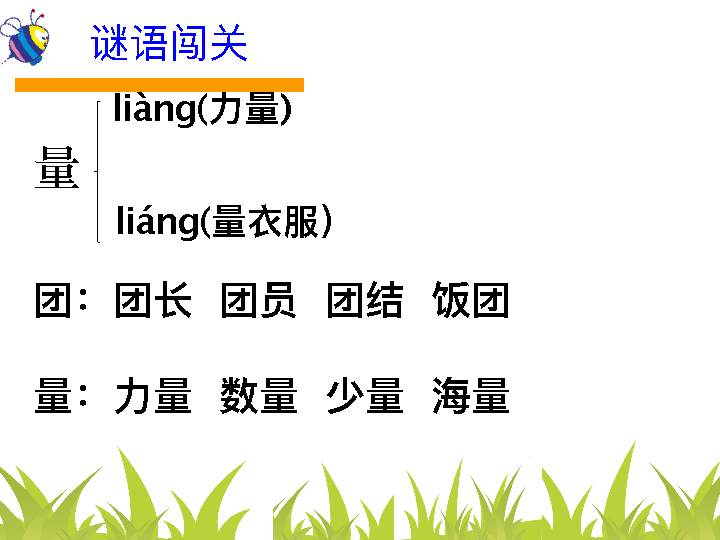 谜语闯关
liàng(力量)
量
liáng(量衣服）
团：团长 团员 团结 饭团
量：力量 数量 少量 海量